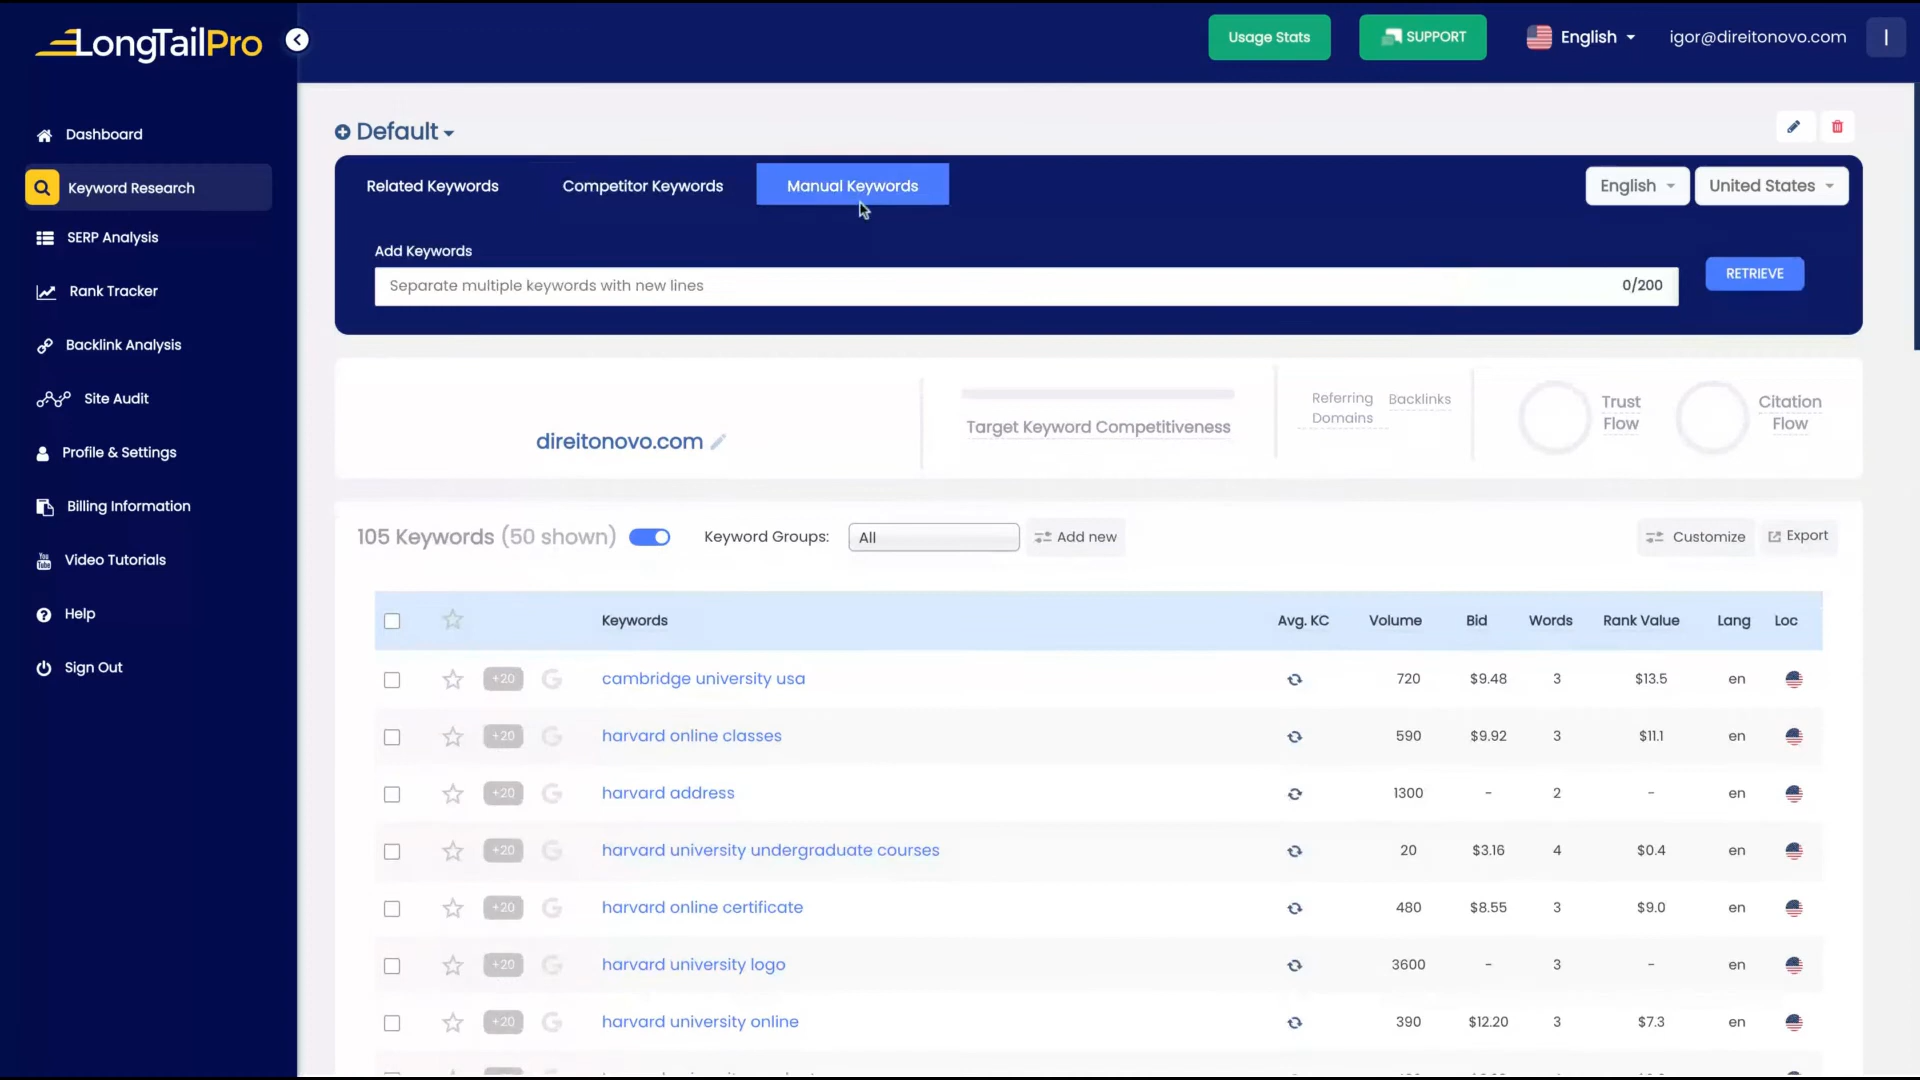 LongTailPro
Usage Stats
SUPPORT
English
igor@direitonovo.com
I
Dashboard
Keyword Research
SERP Analysis
Rank Tracker
Backlink Analysis
Site Audit
Profile & Settings
Billing Information
You
Tube
Video Tutorials
Help
Sign Out
Default
Related Keywords
Competitor Keywords
Manual Keywords
English
United States
Add Keywords
Separate multiple keywords with new lines
0/200
RETRIEVE
direitonovo.com
Target Keyword Competitiveness
Referring Domains
Backlinks
Trust Flow
Citation Flow
105 Keywords (50 shown)
Keyword Groups:
All
Add new
Customize
Export
Keywords Avg. KC Volume Bid Words Rank Value Lang Loc
+20 G cambridge university usa 720 $9.48 3 $13.5 en
+20 G harvard online classes 590 $9.92 3 $11.1 en
+20 G harvard address 1300 - 2 - en
+20 G harvard university undergraduate courses 20 $3.16 4 $0.4 en
+20 G harvard online certificate 480 $8.55 3 $9.0 en
+20 G harvard university logo 3600 - 3 - en
+20 G harvard university online 390 $12.20 3 $7.3 en